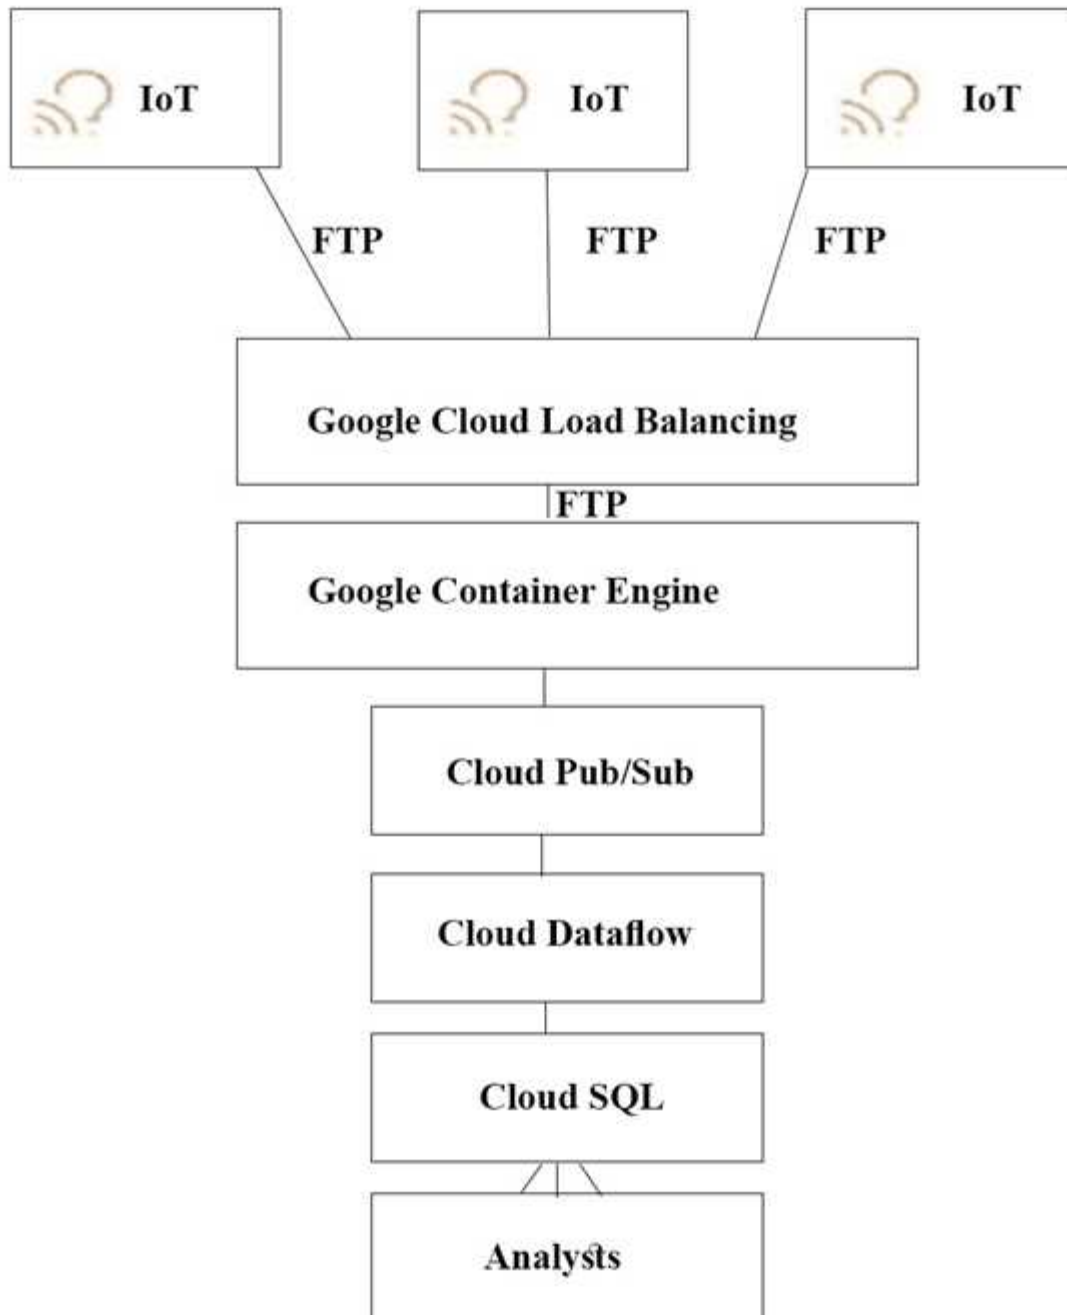 IoT
IoT
IoT
FTP
FTP
FTP
Google Cloud Load Balancing
FTP
Google Container Engine
Cloud Pub/Sub
Cloud Dataflow
Cloud SQL
Analysts